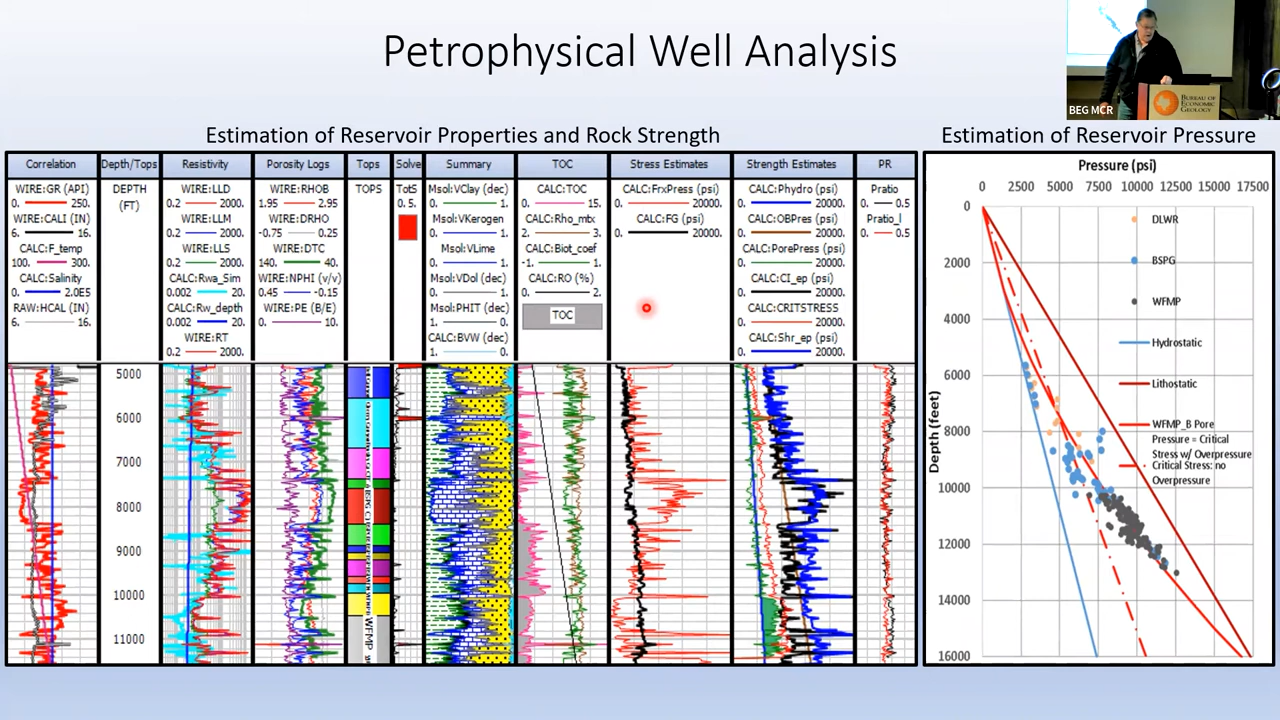 Petrophysical Well Analysis
BEG MCR
BUREAU OF
ECONOMIC
GEOLOGY
Estimation of Reservoir Properties and Rock Strength
Correlation
WIRE:GR (API)
0. 250.
WIRE:CALI (IN)
6. 16.
CALC:F_temp
100. 300.
CALC:Salinity
0. 2.0E5
RAW:HCAL (IN)
6. 16.
Depth/Tops
DEPTH
(FT)
5000
6000
7000
8000
9000
10000
11000
Resistivity
WIRE:LLD
0.2 2000.
WIRE:LLM
0.2 2000.
WIRE:LLS
0.2 2000.
CALC:Rwa_Sim
0.002 20.
CALC:Rw_depth
0.002 20.
WIRE:RT
0.2 2000.
Porosity Logs
WIRE:RHOB
1.95 2.95
WIRE:DRHO
-0.75 0.25
WIRE:DTC
140. 40.
WIRE:NPHI (v/v)
0.45 -0.15
WIRE:PE (B/E)
0. 10.
Tops
TOPS
WFMP
Solve
TotS
0. 5.
Summary
Msol:VClay (dec)
0. 1.
Msol:VKerogen
0. 1.
Msol:VLime
0. 1.
Msol:VDol (dec)
0. 1.
Msol:PHIT (dec)
1. 0.
CALC:BVW (dec)
1. 0.
TOC
CALC:TOC
0. 15.
CALC:Rho_mtx
2. 3.
CALC:Biot_coef
-1. 1.
CALC:RO (%)
0. 2.
TOC
Stress Estimates
CALC:FrxPress (psi)
0. 20000.
CALC:FG (psi)
0. 20000.
Strength Estimates
CALC:Phydro (psi)
0. 20000.
CALC:OBPres (psi)
0. 20000.
CALC:PorePress (psi)
0. 20000.
CALC:CI_ep (psi)
0. 20000.
CALC:CRITSTRESS
0. 20000.
CALC:Shr_ep (psi)
0. 20000.
PR
Pratio
0. 0.5
Pratio_l
0. 0.5
Estimation of Reservoir Pressure
Pressure (psi)
0 2500 5000 7500 10000 12500 15000 17500
Depth (feet)
0
2000
4000
6000
8000
10000
12000
14000
16000
DLWR
BSPG
WFMP
Hydrostatic
Lithostatic
WFMP_B Pore
Pressure = Critical
Stress w/ Overpressure
Critical Stress: no
Overpressure